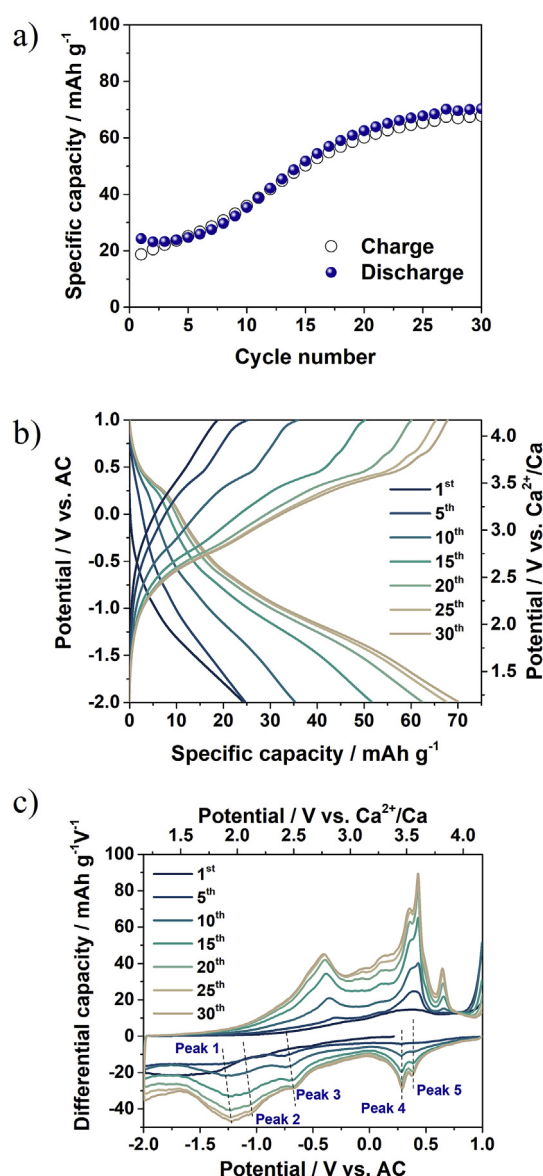 a)
Specific capacity / mAh g⁻¹
100
80
60
40
20
0
Charge
Discharge
0 5 10 15 20 25 30
Cycle number
b)
Potential / V vs. AC
1.0
0.5
0.0
-0.5
-1.0
-1.5
-2.0
1ˢᵗ
5ᵗʰ
10ᵗʰ
15ᵗʰ
20ᵗʰ
25ᵗʰ
30ᵗʰ
4.0
3.5
3.0
2.5
2.0
1.5
Potential / V vs. Ca²⁺/Ca
0 10 20 30 40 50 60 70
Specific capacity / mAh g⁻¹
c)
Potential / V vs. Ca²⁺/Ca
1.5 2.0 2.5 3.0 3.5 4.0
Differential capacity / mAh g⁻¹V⁻¹
100
80
60
40
20
0
-20
-40
1ˢᵗ
5ᵗʰ
10ᵗʰ
15ᵗʰ
20ᵗʰ
25ᵗʰ
30ᵗʰ
Peak 1
Peak 2
Peak 3
Peak 4
Peak 5
-2.0 -1.5 -1.0 -0.5 0.0 0.5 1.0
Potential / V vs. AC